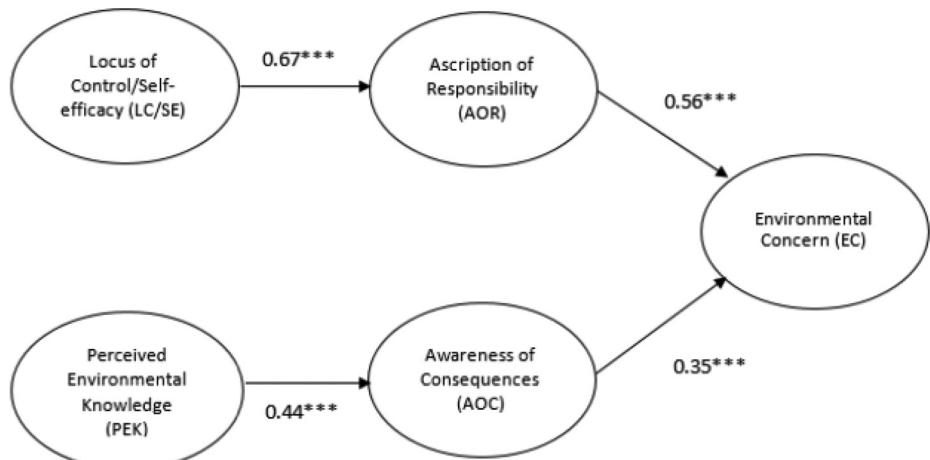 Locus of
Control/Self-
efficacy (LC/SE)
0.67***
Ascription of
Responsibility
(AOR)
0.56***
Environmental
Concern (EC)
Perceived
Environmental
Knowledge
(PEK)
0.44***
Awareness of
Consequences
(AOC)
0.35***